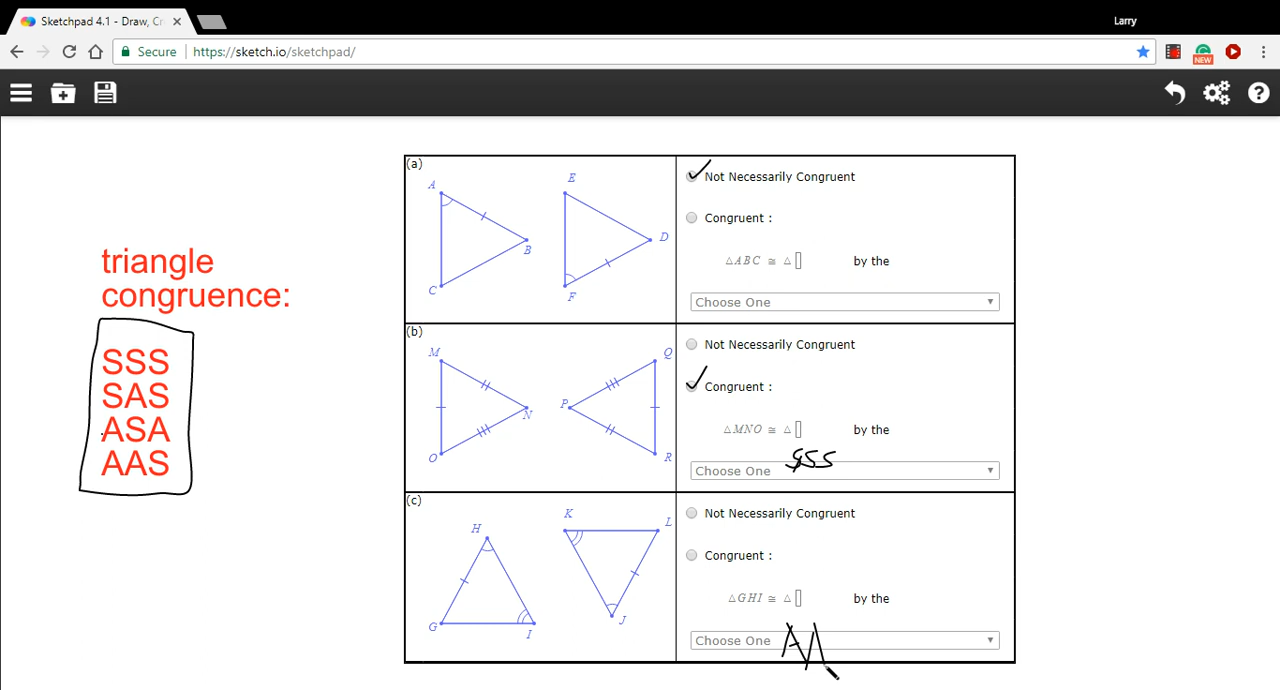 Sketchpad 4.1 - Draw, Cr
Larry
Secure https://sketch.io/sketchpad/
NEW
triangle
congruence:
SSS
SAS
ASA
AAS
(a)
A
B
C
E
D
F
Not Necessarily Congruent
Congruent :
△ABC ≅ △[] by the
Choose One
(b)
M
N
O
Q
P
R
Not Necessarily Congruent
Congruent :
△MNO ≅ △[] by the
SSS
Choose One
(c)
H
G
I
K
L
J
Not Necessarily Congruent
Congruent :
△GHI ≅ △[] by the
Choose One